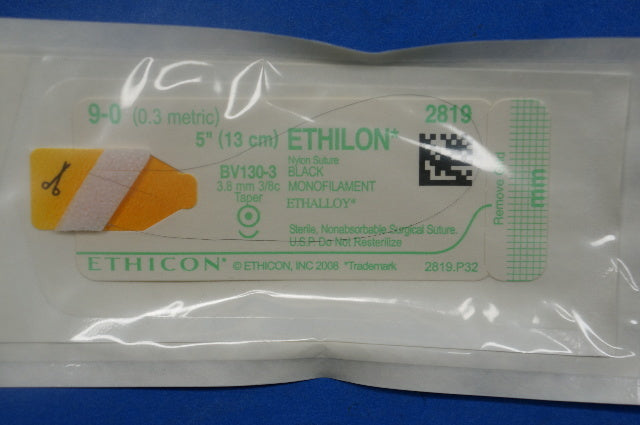 9-0 (0.3 metric)
2819
5" (13 cm) ETHILON*
Nylon Suture
BV130-3 BLACK
3.8 mm 3/8c MONOFILAMENT
Taper
ETHALLOY*
Sterile, Nonabsorbable Surgical Suture.
U.S.P. Do Not Resterilize
ETHICON* © ETHICON, INC 2008 *Trademark 2819.P32
Remove Card
mm